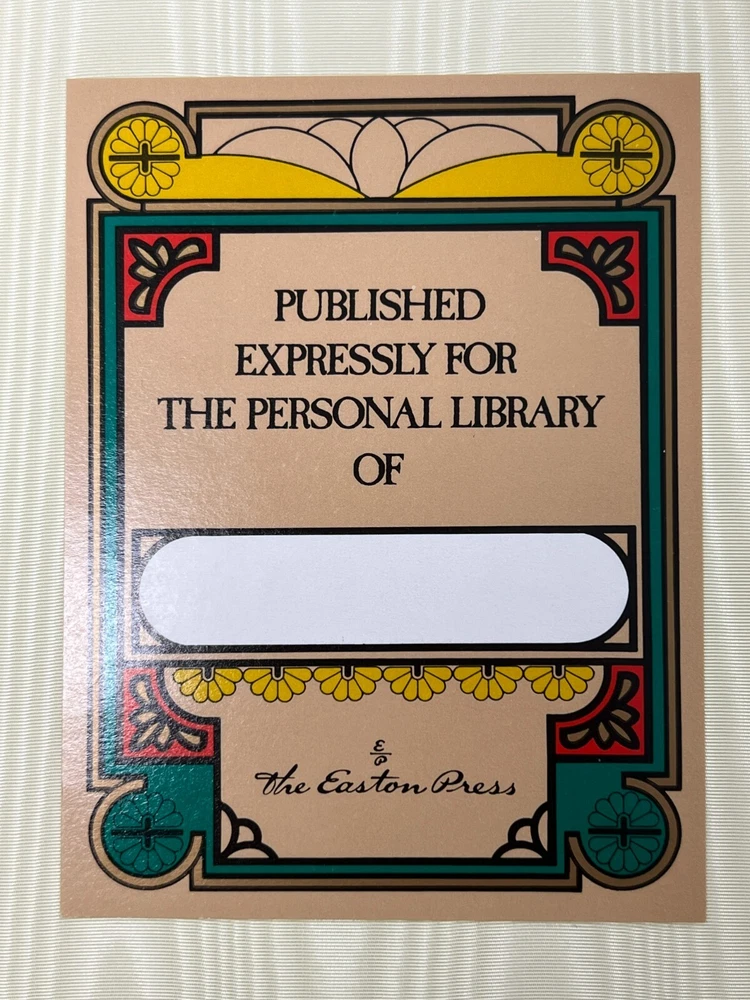 PUBLISHED
EXPRESSLY FOR
THE PERSONAL LIBRARY
OF
E
P
The Easton Press